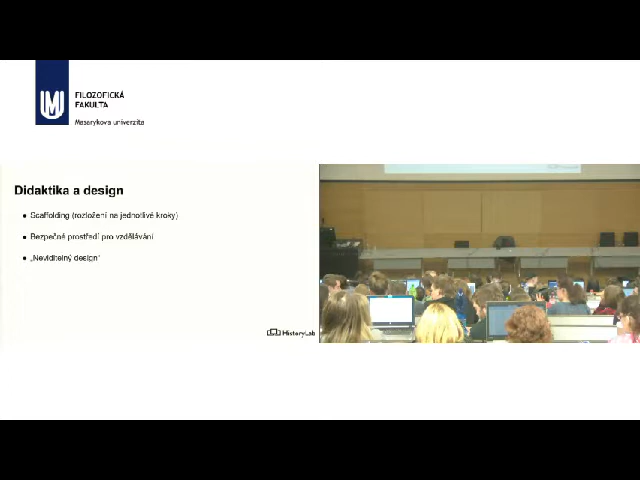 FILOZOFICKÁ
FAKULTA
Masarykova univerzita
Didaktika a design
• Scaffolding (rozložení na jednotlivé kroky)
• Bezpečné prostředí pro vzdělávání
• „Neviditelný design“
HistoryLab